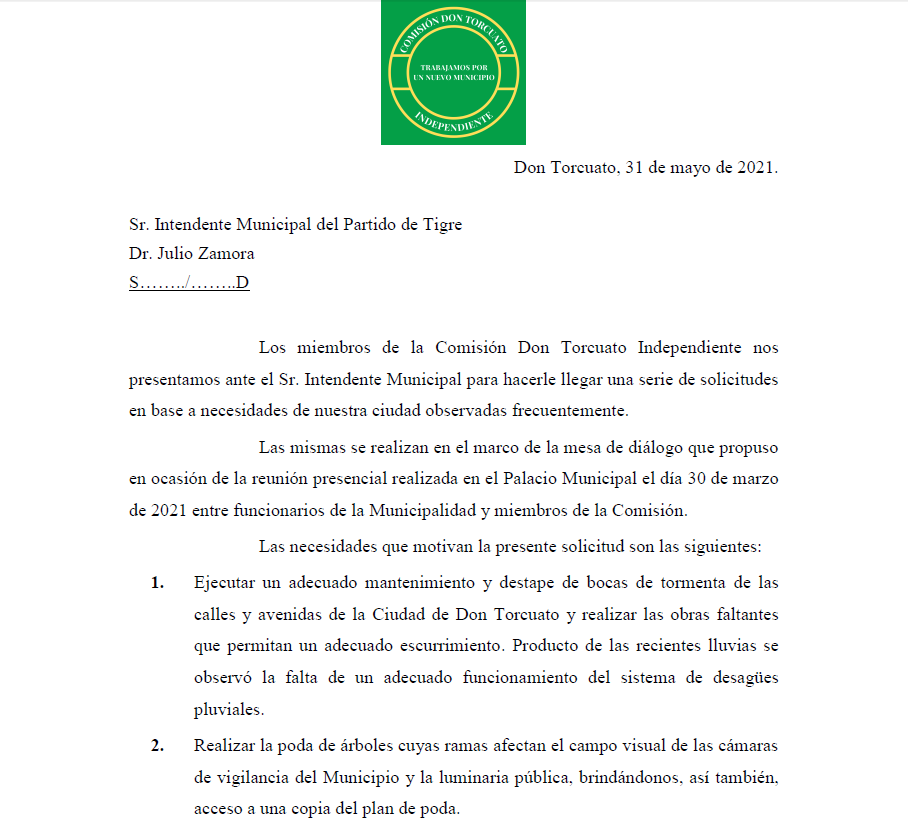 COMISIÓN DON TORCUATO
TRABAJAMOS POR
UN NUEVO MUNICIPIO
INDEPENDIENTE
Don Torcuato, 31 de mayo de 2021.
Sr. Intendente Municipal del Partido de Tigre
Dr. Julio Zamora
S……../……..D
Los miembros de la Comisión Don Torcuato Independiente nos
presentamos ante el Sr. Intendente Municipal para hacerle llegar una serie de solicitudes
en base a necesidades de nuestra ciudad observadas frecuentemente.
Las mismas se realizan en el marco de la mesa de diálogo que propuso
en ocasión de la reunión presencial realizada en el Palacio Municipal el día 30 de marzo
de 2021 entre funcionarios de la Municipalidad y miembros de la Comisión.
Las necesidades que motivan la presente solicitud son las siguientes:
1. Ejecutar un adecuado mantenimiento y destape de bocas de tormenta de las
calles y avenidas de la Ciudad de Don Torcuato y realizar las obras faltantes
que permitan un adecuado escurrimiento. Producto de las recientes lluvias se
observó la falta de un adecuado funcionamiento del sistema de desagües
pluviales.
2. Realizar la poda de árboles cuyas ramas afectan el campo visual de las cámaras
de vigilancia del Municipio y la luminaria pública, brindándonos, así también,
acceso a una copia del plan de poda.